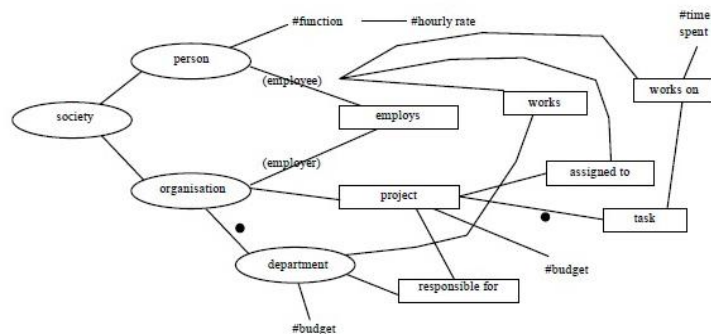 #function
#hourly rate
#time
spent
person
(employee)
works on
society
employs
works
(employer)
assigned to
organisation
project
task
department
#budget
responsible for
#budget